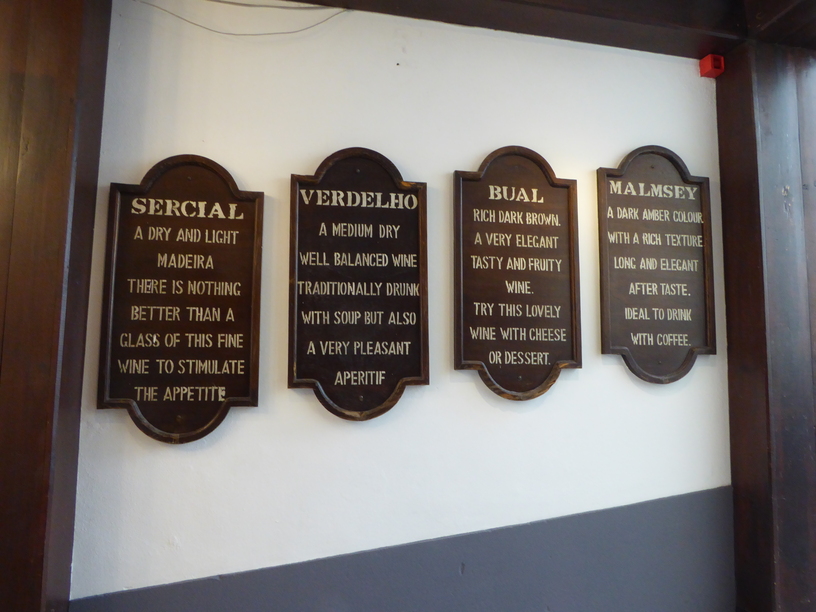 SERCIAL
A DRY AND LIGHT
MADEIRA
THERE IS NOTHING
BETTER THAN A
GLASS OF THIS FINE
WINE TO STIMULATE
THE APPETITE
VERDELHO
A MEDIUM DRY
WELL BALANCED WINE
TRADITIONALLY DRUNK
WITH SOUP BUT ALSO
A VERY PLEASANT
APERITIF
BUAL
RICH DARK BROWN.
A VERY ELEGANT
TASTY AND FRUITY
WINE.
TRY THIS LOVELY
WINE WITH CHEESE
OR DESSERT.
MALMSEY
A DARK AMBER COLOUR.
WITH A RICH TEXTURE
LONG AND ELEGANT
AFTER TASTE.
IDEAL TO DRINK
WITH COFFEE.